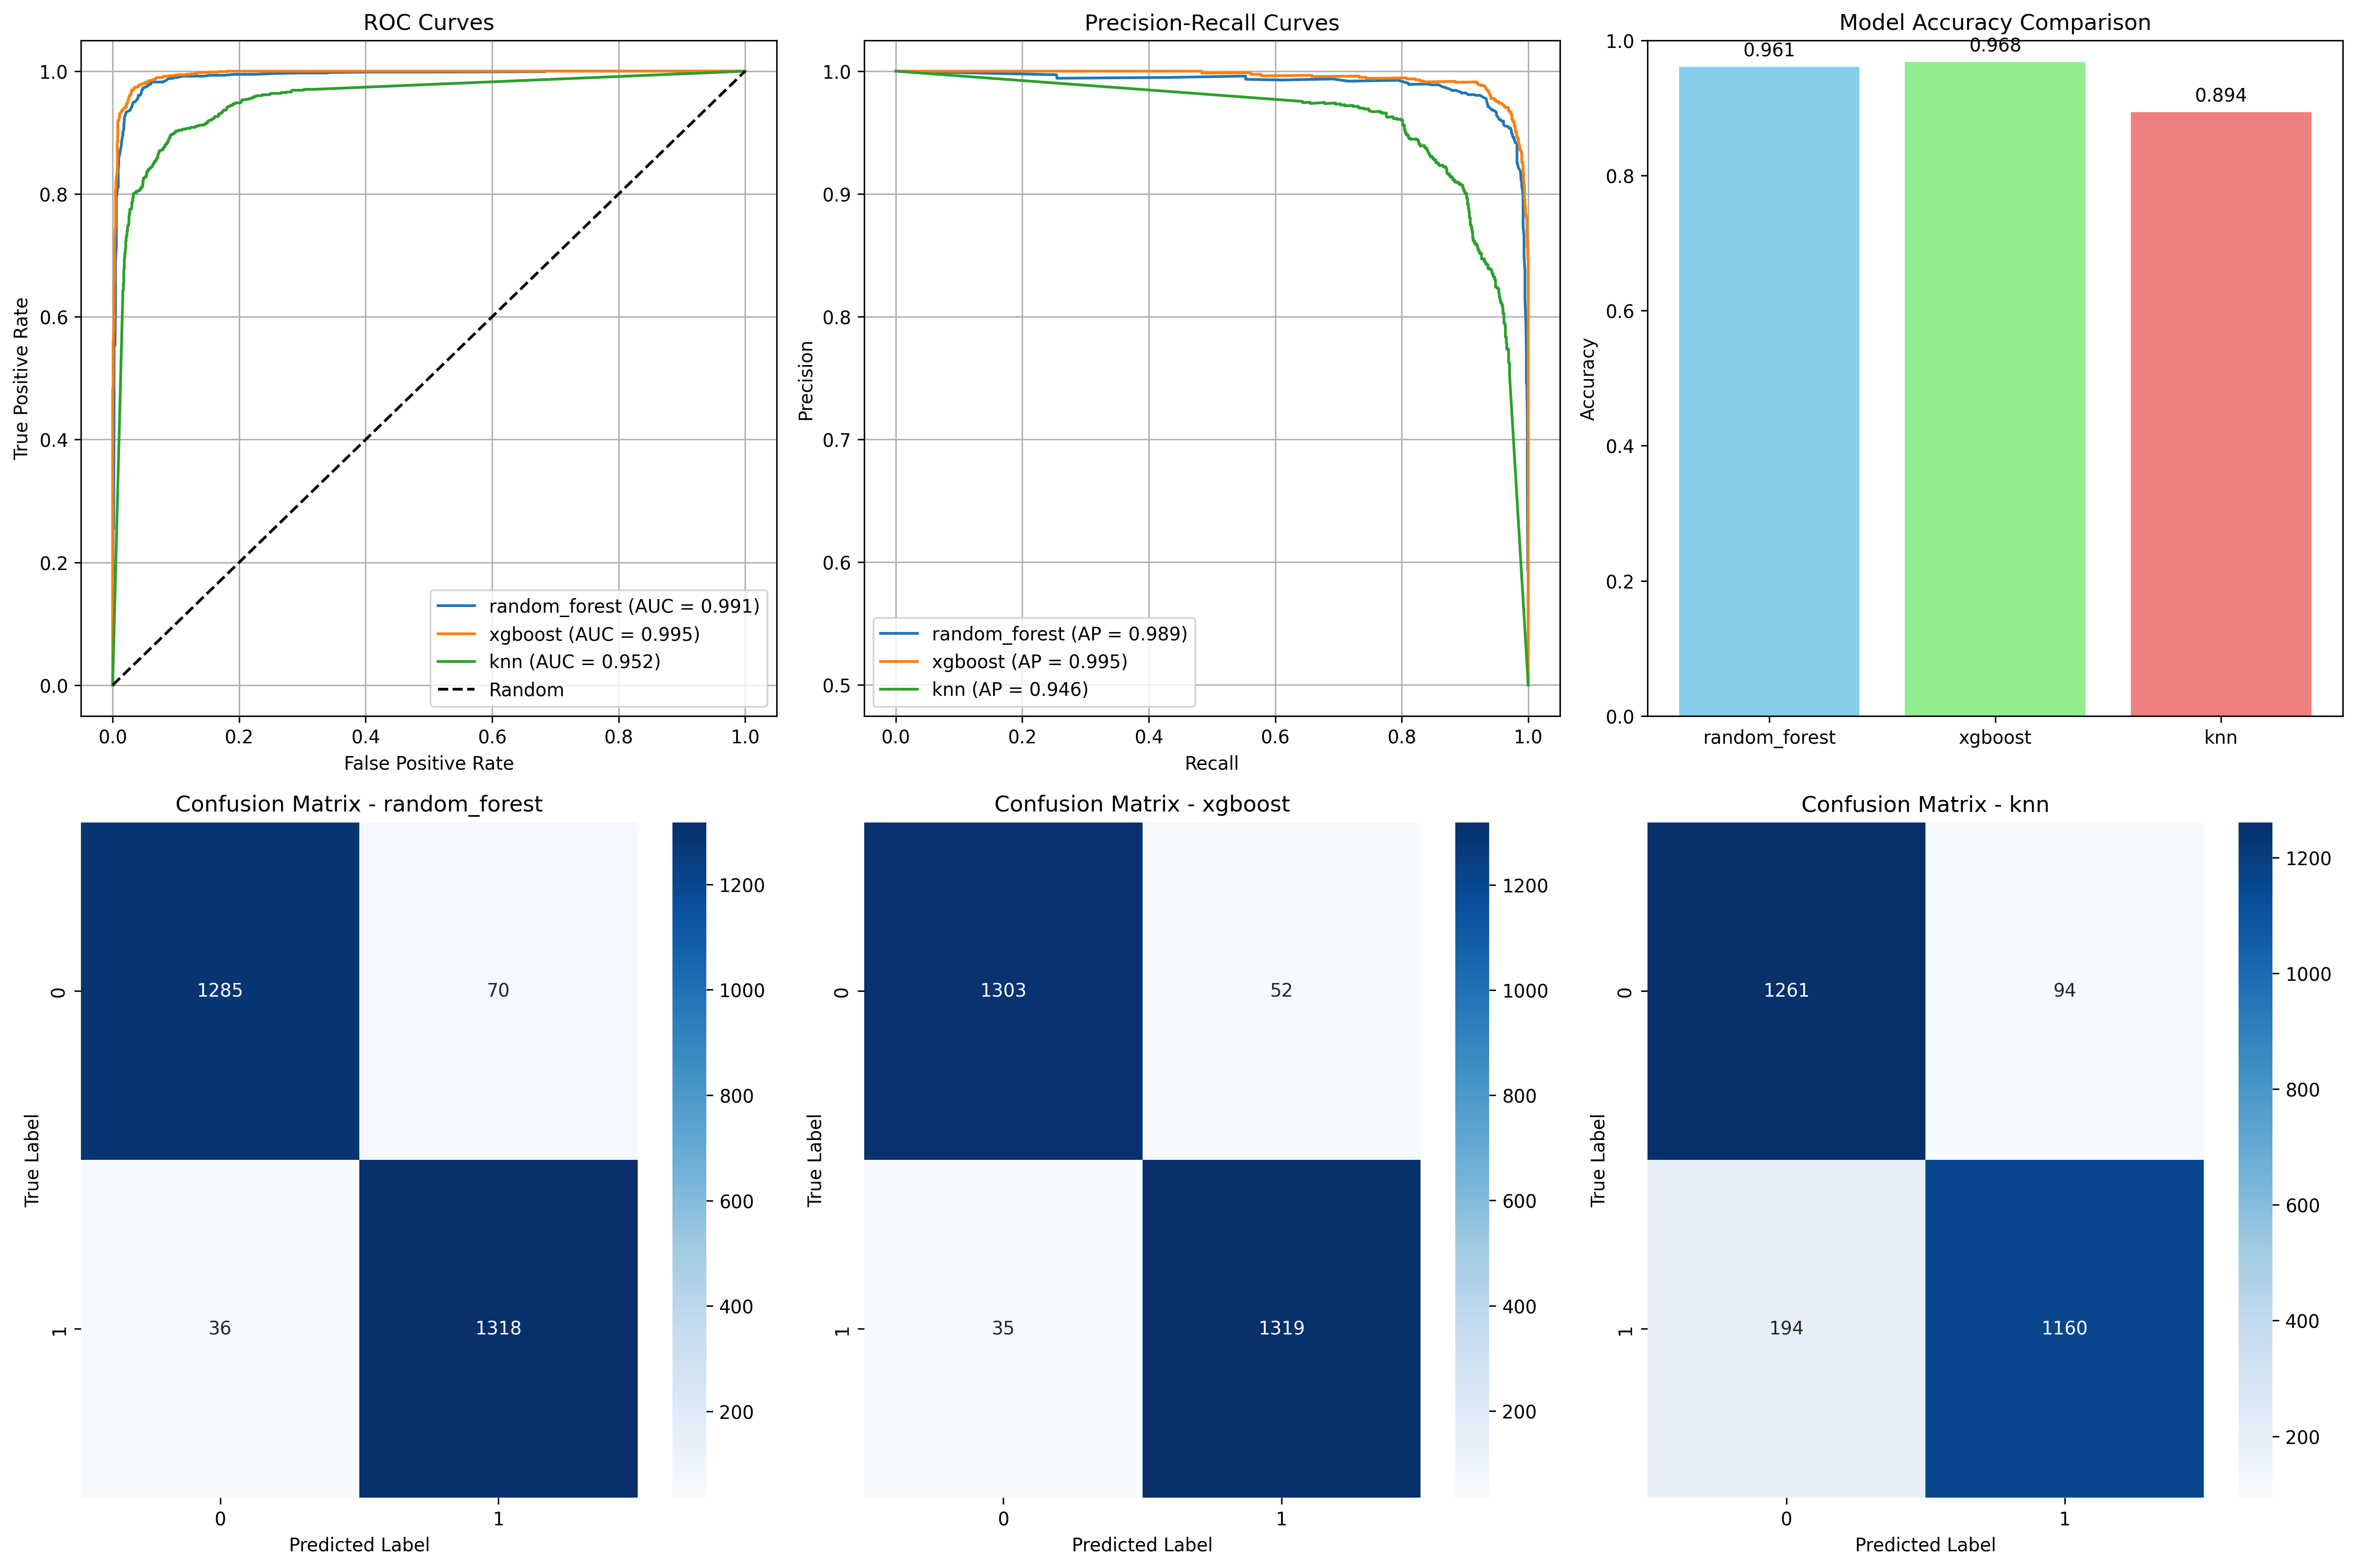 ROC Curves
1.0
0.8
0.6
0.4
0.2
0.0
True Positive Rate
0.0 0.2 0.4 0.6 0.8 1.0
False Positive Rate
random_forest (AUC = 0.991)
xgboost (AUC = 0.995)
knn (AUC = 0.952)
Random
Precision-Recall Curves
1.0
0.9
0.8
0.7
0.6
0.5
Precision
0.0 0.2 0.4 0.6 0.8 1.0
Recall
random_forest (AP = 0.989)
xgboost (AP = 0.995)
knn (AP = 0.946)
Model Accuracy Comparison
1.0
0.8
0.6
0.4
0.2
0.0
Accuracy
0.961 0.968 0.894
random_forest xgboost knn
Confusion Matrix - random_forest
True Label
0
1
1285 70
36 1318
0 1
Predicted Label
1200
1000
800
600
400
200
Confusion Matrix - xgboost
True Label
0
1
1303 52
35 1319
0 1
Predicted Label
1200
1000
800
600
400
200
Confusion Matrix - knn
True Label
0
1
1261 94
194 1160
0 1
Predicted Label
1200
1000
800
600
400
200